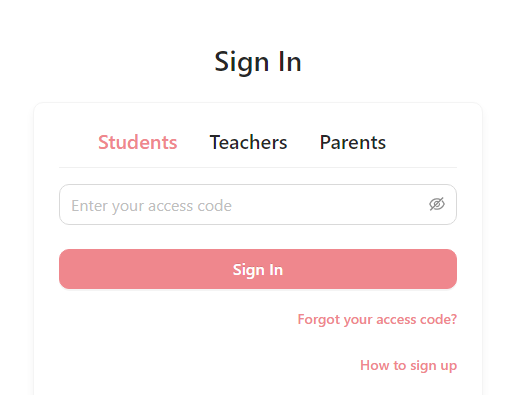 Sign In
Students Teachers Parents
Enter your access code
Sign In
Forgot your access code?
How to sign up